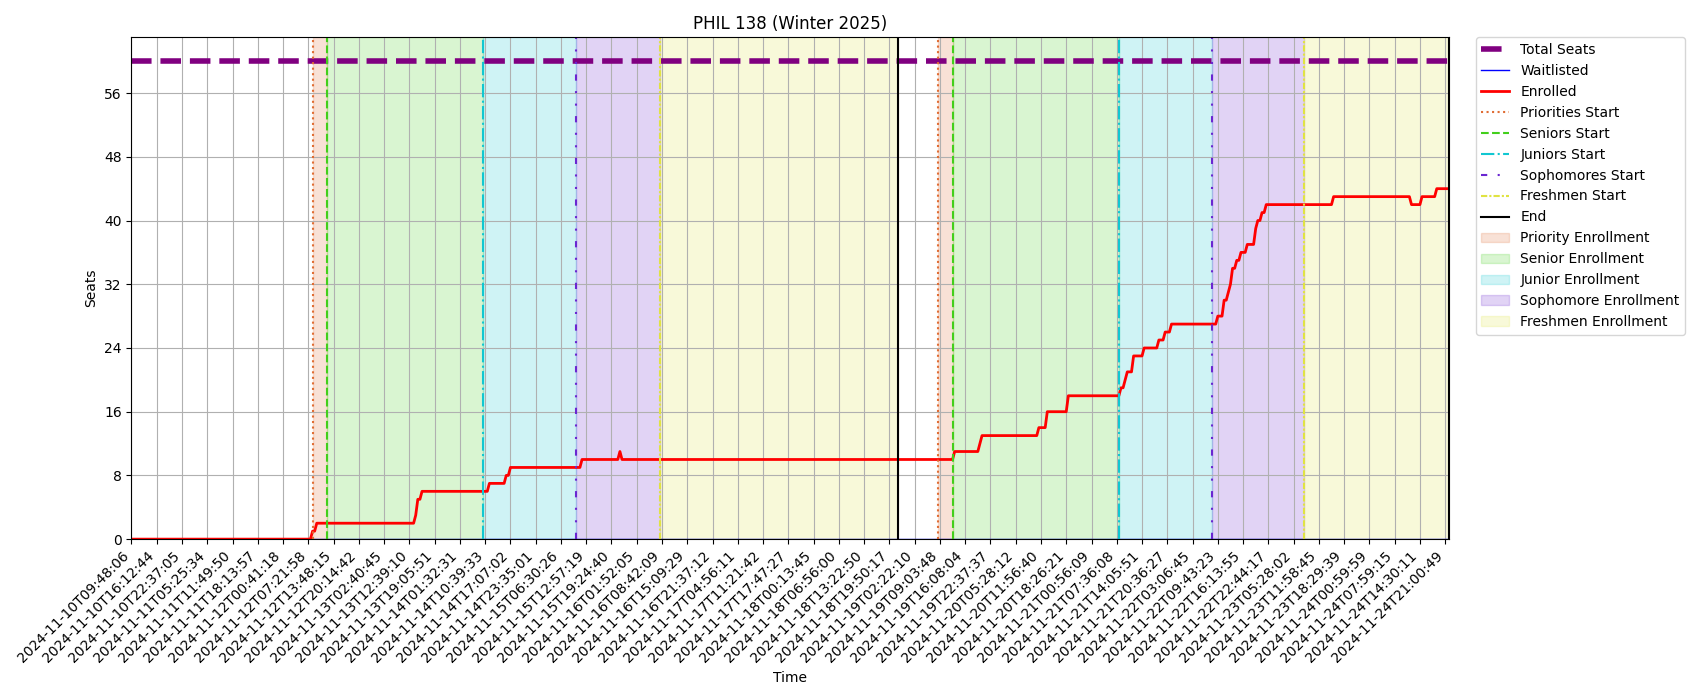 PHIL 138 (Winter 2025)
Seats
56
48
40
32
24
16
8
0
2024-11-10T09:48:06
2024-11-10T16:12:44
2024-11-10T22:37:05
2024-11-11T05:25:34
2024-11-11T11:49:50
2024-11-11T18:13:57
2024-11-12T00:41:18
2024-11-12T07:21:58
2024-11-12T13:48:15
2024-11-12T20:14:42
2024-11-13T02:40:45
2024-11-13T12:39:10
2024-11-13T19:05:51
2024-11-14T01:32:31
2024-11-14T10:39:33
2024-11-14T17:07:02
2024-11-14T23:35:01
2024-11-15T06:30:26
2024-11-15T12:57:19
2024-11-15T19:24:40
2024-11-16T01:52:05
2024-11-16T08:42:09
2024-11-16T15:09:29
2024-11-16T21:37:12
2024-11-17T04:56:11
2024-11-17T11:21:42
2024-11-17T17:47:27
2024-11-18T00:13:45
2024-11-18T06:56:00
2024-11-18T13:22:50
2024-11-18T19:50:17
2024-11-19T02:22:10
2024-11-19T09:03:48
2024-11-19T16:08:04
2024-11-19T22:37:37
2024-11-20T05:28:12
2024-11-20T11:56:40
2024-11-20T18:26:21
2024-11-21T00:56:09
2024-11-21T07:36:08
2024-11-21T14:05:51
2024-11-21T20:36:27
2024-11-22T03:06:45
2024-11-22T09:43:23
2024-11-22T16:13:55
2024-11-22T22:44:17
2024-11-23T05:28:02
2024-11-23T11:58:45
2024-11-23T18:29:39
2024-11-24T00:59:59
2024-11-24T07:59:15
2024-11-24T14:30:11
2024-11-24T21:00:49
Time
Total Seats
Waitlisted
Enrolled
Priorities Start
Seniors Start
Juniors Start
Sophomores Start
Freshmen Start
End
Priority Enrollment
Senior Enrollment
Junior Enrollment
Sophomore Enrollment
Freshmen Enrollment